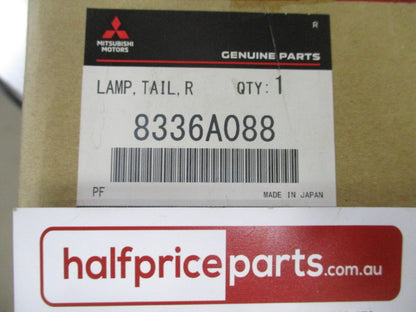 R
MITSUBISHI
MOTORS
GENUINE PARTS
LAMP, TAIL, R QTY: 1
8336A088
PF
MADE IN JAPAN
halfpriceparts.com.au